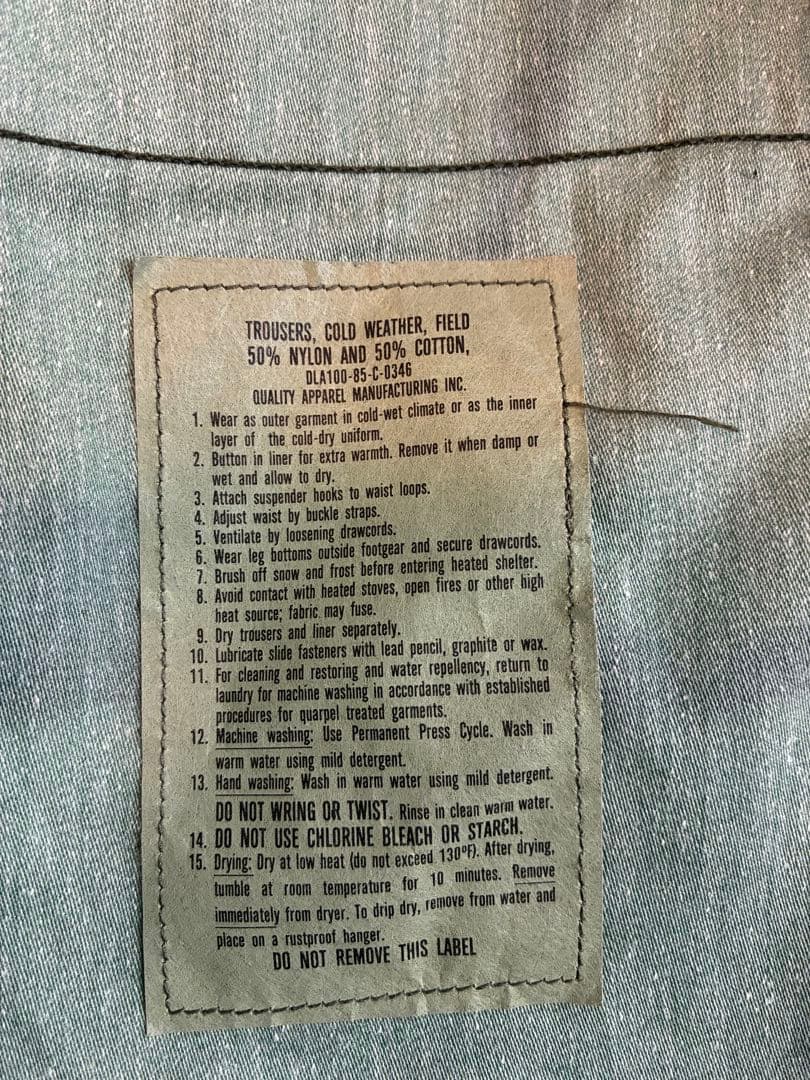 TROUSERS, COLD WEATHER, FIELD
50% NYLON AND 50% COTTON,
DLA100-85-C-0346
QUALITY APPAREL MANUFACTURING INC.
1. Wear as outer garment in cold-wet climate or as the inner
layer of the cold-dry uniform.
2. Button in liner for extra warmth. Remove it when damp or
wet and allow to dry.
3. Attach suspender hooks to waist loops.
4. Adjust waist by buckle straps.
5. Ventilate by loosening drawcords.
6. Wear leg bottoms outside footgear and secure drawcords.
7. Brush off snow and frost before entering heated shelter.
8. Avoid contact with heated stoves, open fires or other high
heat source; fabric may fuse.
9. Dry trousers and liner separately.
10. Lubricate slide fasteners with lead pencil, graphite or wax.
11. For cleaning and restoring and water repellency, return to
laundry for machine washing in accordance with established
procedures for quarpel treated garments.
12. Machine washing: Use Permanent Press Cycle. Wash in
warm water using mild detergent.
13. Hand washing: Wash in warm water using mild detergent.
DO NOT WRING OR TWIST. Rinse in clean warm water.
14. DO NOT USE CHLORINE BLEACH OR STARCH.
15. Drying: Dry at low heat (do not exceed 130ºF). After drying,
tumble at room temperature for 10 minutes. Remove
immediately from dryer. To drip dry, remove from water and
place on a rustproof hanger.
DO NOT REMOVE THIS LABEL